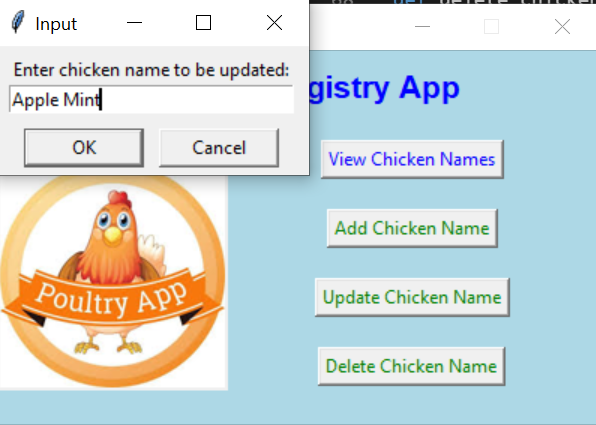 Input
Enter chicken name to be updated:
Apple Mint
OK
Cancel
gistry App
View Chicken Names
Add Chicken Name
Update Chicken Name
Delete Chicken Name
Poultry App